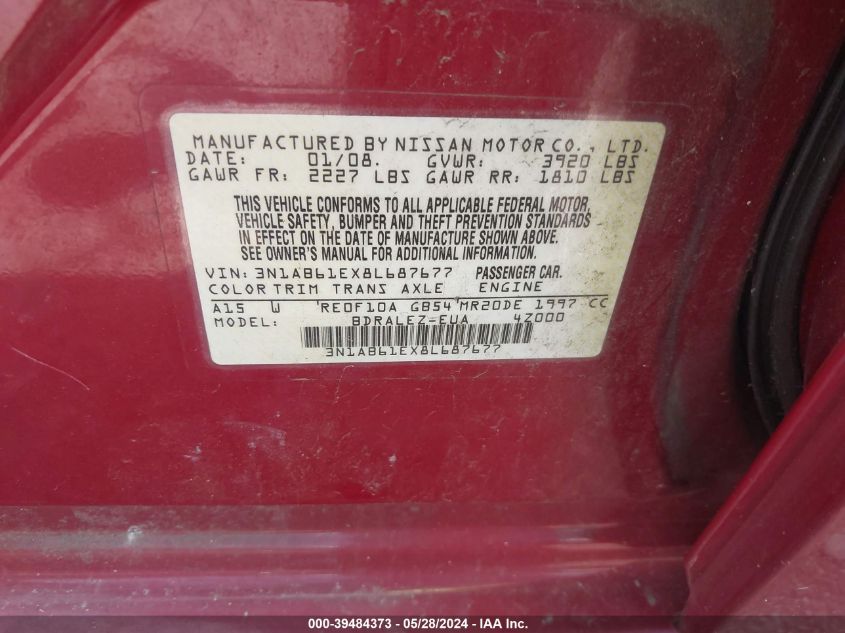 MANUFACTURED BY NISSAN MOTOR CO., LTD.
DATE: 01/08. GVWR: 3920 LBS
GAWR FR: 2227 LBS GAWR RR: 1810 LBS
THIS VEHICLE CONFORMS TO ALL APPLICABLE FEDERAL MOTOR
VEHICLE SAFETY, BUMPER AND THEFT PREVENTION STANDARDS
IN EFFECT ON THE DATE OF MANUFACTURE SHOWN ABOVE.
SEE OWNER'S MANUAL FOR ADDITIONAL INFORMATION.
VIN: 3N1AB61EX8L687677 PASSENGER CAR.
COLOR TRIM TRANS AXLE ENGINE
A15 W RE0F10A GB54 MR20DE 1997 CC
MODEL: BDRALEZ-EUA 4Z000
3N1AB61EX8L687677
000-39484373 - 05/28/2024 - IAA Inc.